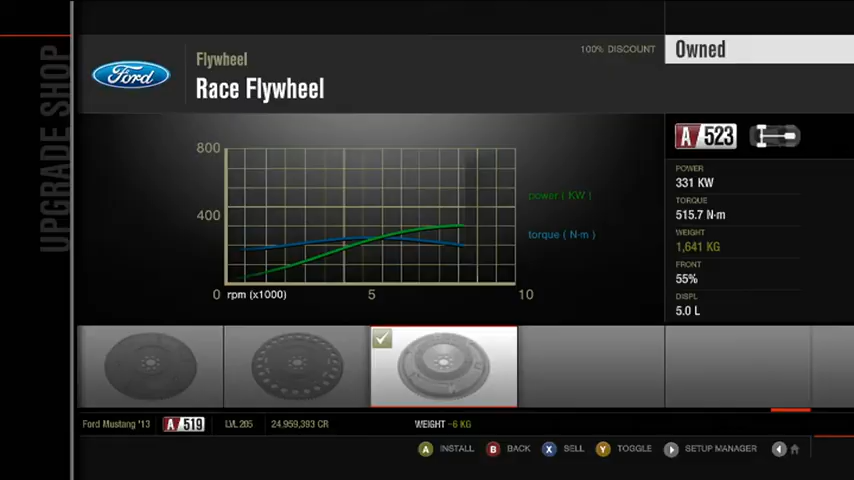 UPGRADE SHOP
Ford
Flywheel
Race Flywheel
100% DISCOUNT
Owned
A 523
POWER
331 KW
TORQUE
515.7 N·m
WEIGHT
1,641 KG
FRONT
55%
DISPL
5.0 L
800
400
power ( KW )
torque ( N·m )
0 rpm (x1000) 5 10
Ford Mustang '13 A 519 LVL 205 24,959,393 CR WEIGHT -6 KG
A INSTALL B BACK X SELL Y TOGGLE SETUP MANAGER